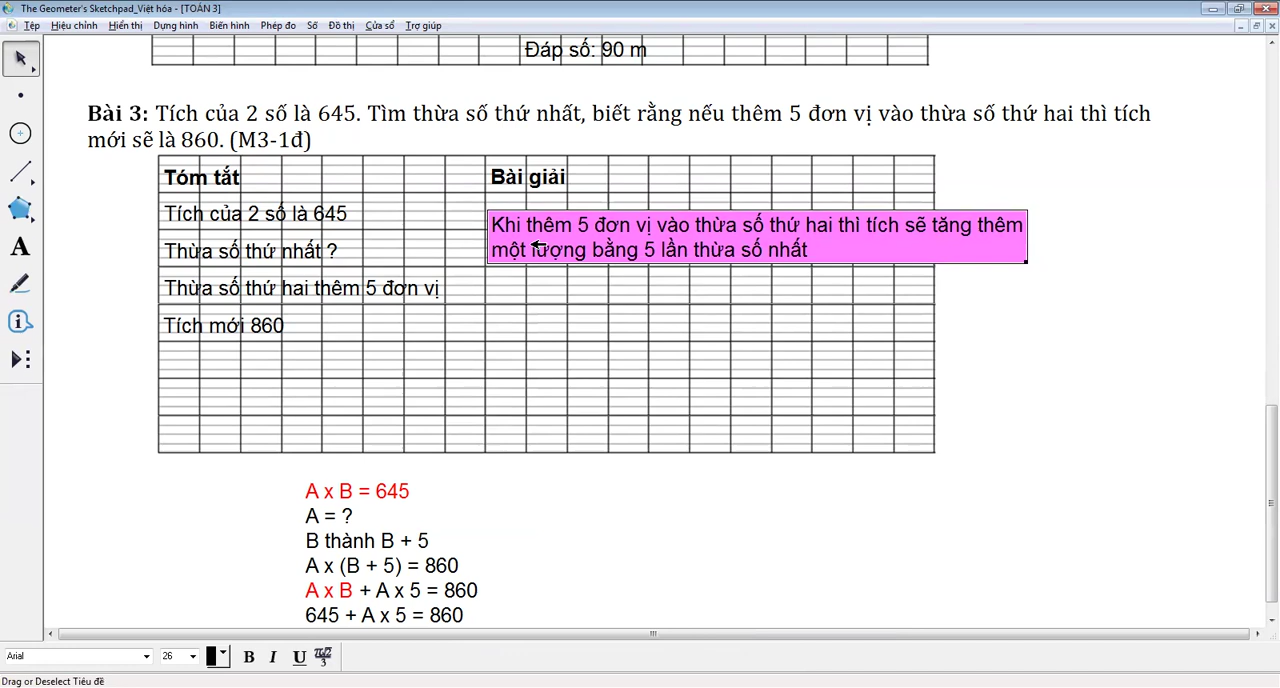 The Geometer's Sketchpad_Việt hóa - [TOÁN 3]
Tệp Hiệu chỉnh Hiển thị Dựng hình Biến hình Phép đo Số Đồ thị Cửa sổ Trợ giúp
Đáp số: 90 m
Bài 3: Tích của 2 số là 645. Tìm thừa số thứ nhất, biết rằng nếu thêm 5 đơn vị vào thừa số thứ hai thì tích
mới sẽ là 860. (M3-1đ)
Tóm tắt
Bài giải
Tích của 2 số là 645
Khi thêm 5 đơn vị vào thừa số thứ hai thì tích sẽ tăng thêm
một lượng bằng 5 lần thừa số nhất
Thừa số thứ nhất ?
Thừa số thứ hai thêm 5 đơn vị
Tích mới 860
A x B = 645
A = ?
B thành B + 5
A x (B + 5) = 860
A x B + A x 5 = 860
645 + A x 5 = 860
Arial 26 B I U
Drag or Deselect Tiêu đề